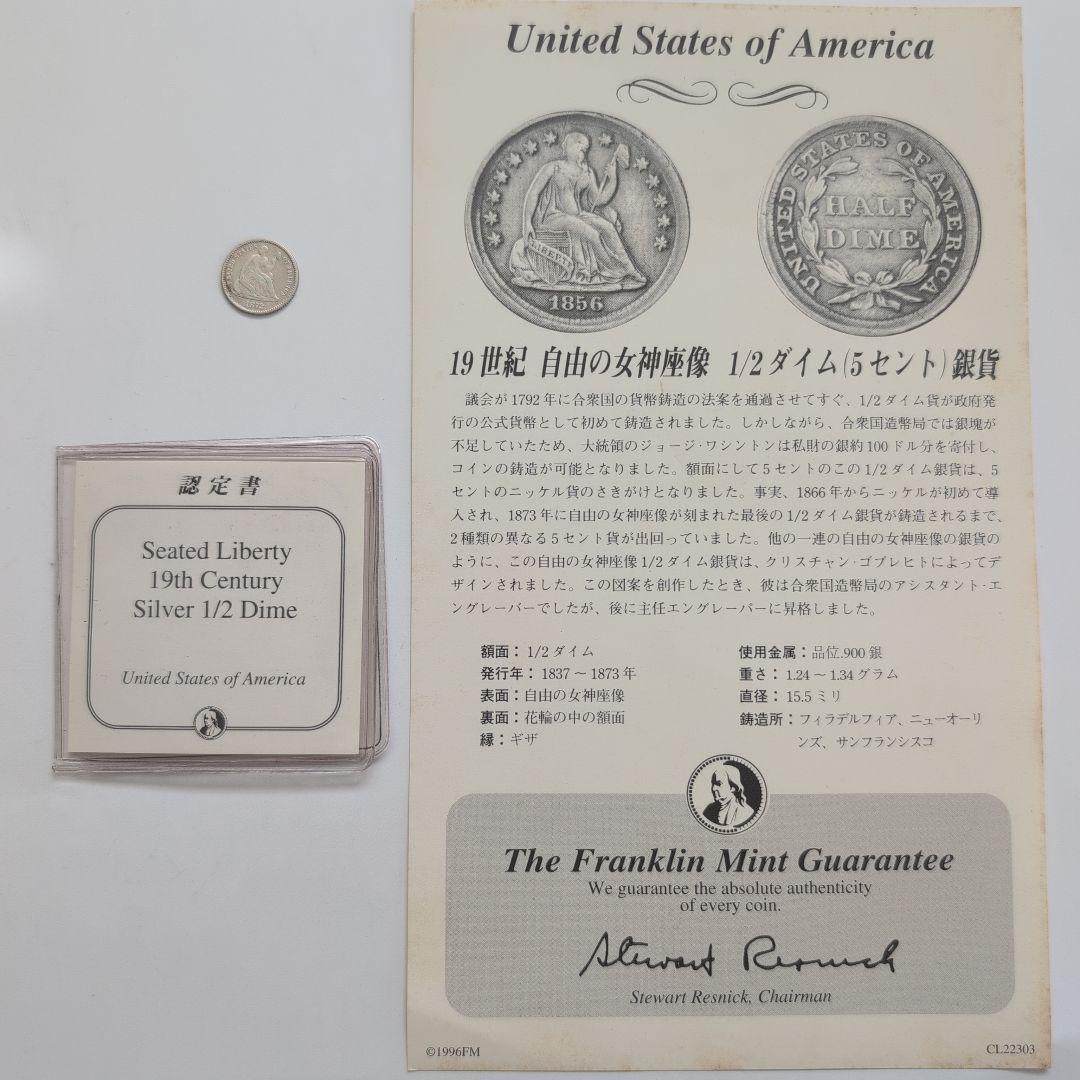 United States of America
LIBERTY
1856
UNITED STATES OF AMERICA
HALF
DIME
19世紀 自由の女神座像 1/2ダイム(5セント)銀貨
議会が1792年に合衆国の貨幣鋳造の法案を通過させてすぐ、1/2ダイム貨が政府発
行の公式貨幣として初めて鋳造されました。しかしながら、合衆国造幣局では銀塊が
不足していたため、大統領のジョージ·ワシントンは私財の銀約100ドル分を寄付し、
コインの鋳造が可能となりました。額面にして5セントのこの1/2ダイム銀貨は、5
セントのニッケル貨のさきがけとなりました。事実、1866年からニッケルが初めて導
入され、1873年に自由の女神座像が刻まれた最後の1/2ダイム銀貨が鋳造されるまで、
2種類の異なる5セント貨が出回っていました。他の一連の自由の女神座像の銀貨の
ように、この自由の女神座像1/2ダイム銀貨は、クリスチャン·ゴブレヒトによってデ
ザインされました。この図案を創作したとき、彼は合衆国造幣局のアシスタント·エ
ングレーバーでしたが、後に主任エングレーバーに昇格しました。
額面:1/2ダイム
発行年:1837〜1873年
表面:自由の女神座像
裏面:花輪の中の額面
縁:ギザ
使用金属:品位.900銀
重さ:1.24〜1.34グラム
直径:15.5ミリ
鋳造所:フィラデルフィア、ニューオーリ
ンズ、サンフランシスコ
The Franklin Mint Guarantee
We guarantee the absolute authenticity
of every coin.
Stewart Resnick
Stewart Resnick, Chairman
©1996FM
CL22303
認定書
Seated Liberty
19th Century
Silver 1/2 Dime
United States of America